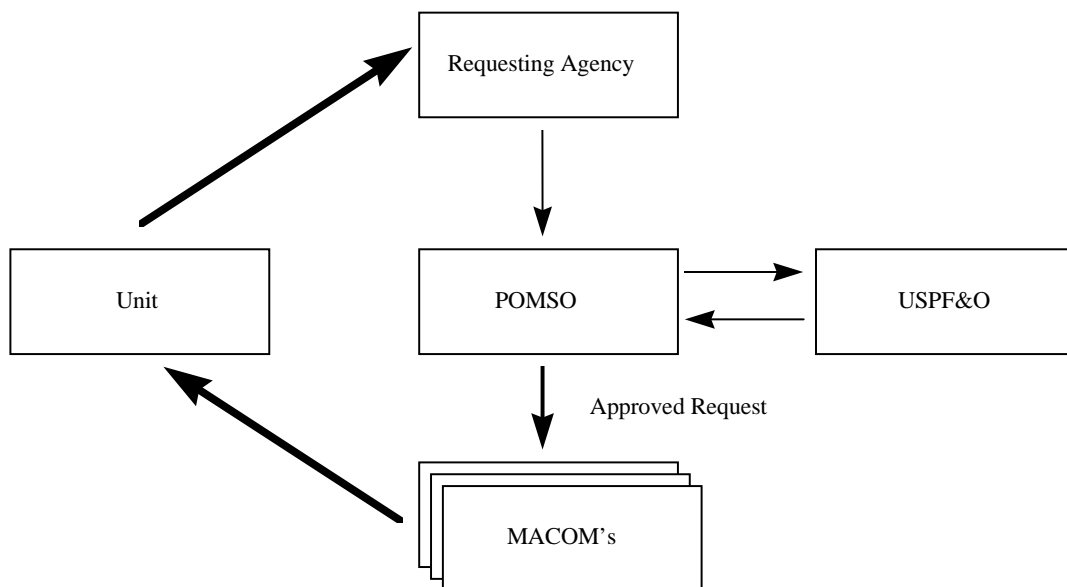 Requesting Agency
Unit
POMSO
USPF&O
Approved Request
MACOM’s